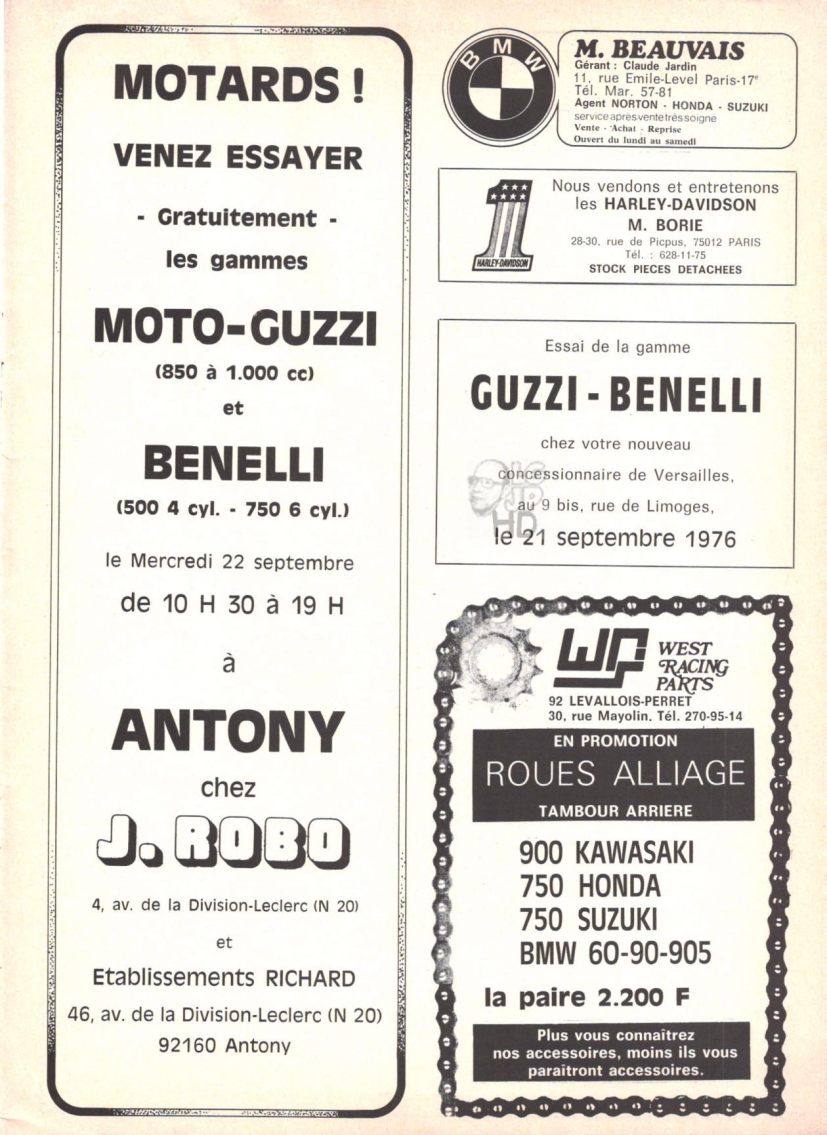 MOTARDS !
VENEZ ESSAYER
- Gratuitement -
les gammes
MOTO-GUZZI
(850 à 1.000 cc)
et
BENELLI
(500 4 cyl. - 750 6 cyl.)
le Mercredi 22 septembre
de 10 H 30 à 19 H
à
ANTONY
chez
J. ROBO
4, av. de la Division-Leclerc (N 20)
et
Etablissements RICHARD
46, av. de la Division-Leclerc (N 20)
92160 Antony
BMW
M. BEAUVAIS
Gérant : Claude Jardin
11, rue Emile-Level Paris-17e
Tél. Mar. 57-81
Agent NORTON - HONDA - SUZUKI
service après vente très soigné
Vente - Achat - Reprise
Ouvert du lundi au samedi
1
HARLEY-DAVIDSON
Nous vendons et entretenons
les HARLEY-DAVIDSON
M. BORIE
28-30, rue de Picpus, 75012 PARIS
Tél. : 628-11-75
STOCK PIECES DETACHEES
Essai de la gamme
GUZZI - BENELLI
chez votre nouveau
concessionnaire de Versailles,
au 9 bis, rue de Limoges,
le 21 septembre 1976
HD
WRP WEST
RACING
PARTS
92 LEVALLOIS-PERRET
30, rue Mayolin. Tél. 270-95-14
EN PROMOTION
ROUES ALLIAGE
TAMBOUR ARRIERE
900 KAWASAKI
750 HONDA
750 SUZUKI
BMW 60-90-905
la paire 2.200 F
Plus vous connaîtrez
nos accessoires, moins ils vous
paraîtront accessoires.